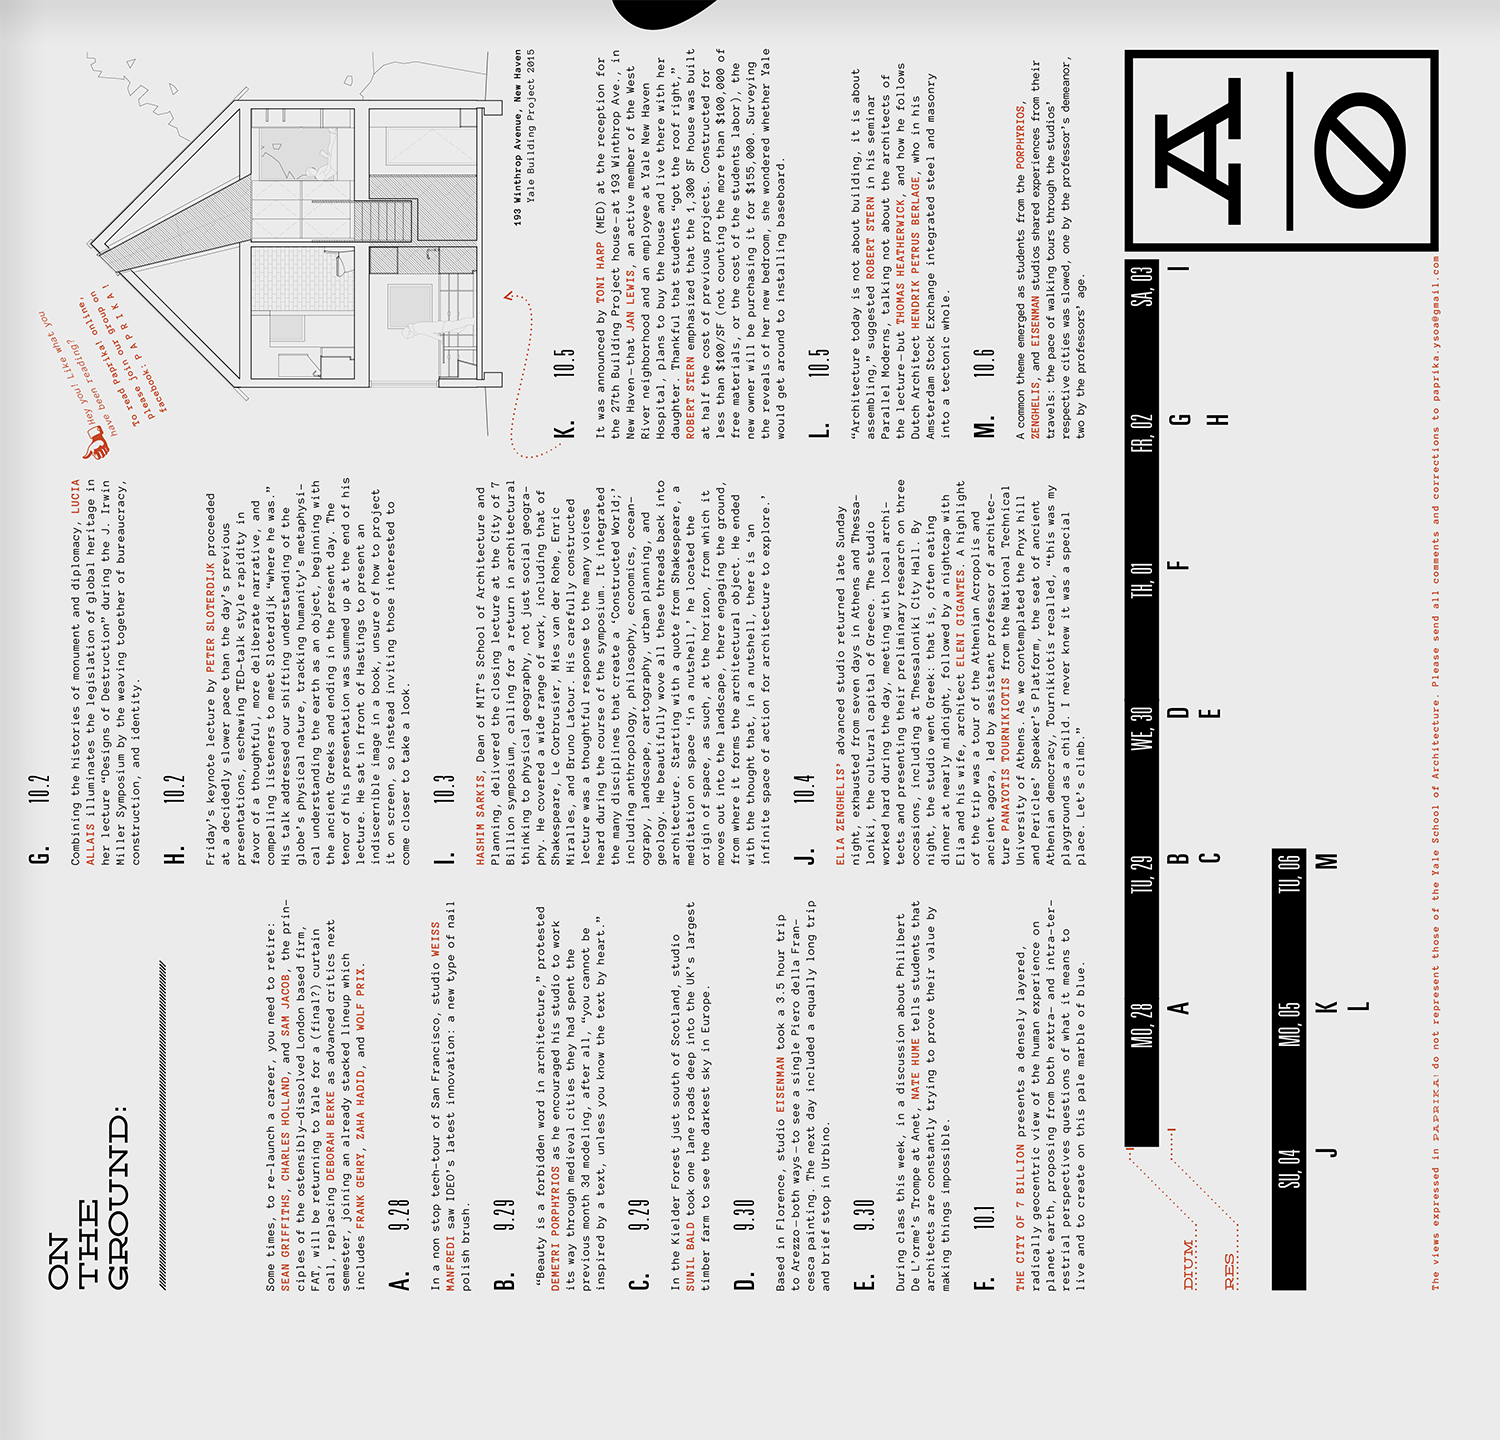 ON
THE
GROUND:
Some times, to re-launch a career, you need to retire:
SEAN GRIFFITHS, CHARLES HOLLAND, and SAM JACOB, the prin-
ciples of the ostensibly-dissolved London based firm,
FAT, will be returning to Yale for a (final?) curtain
call, replacing DEBORAH BERKE as advanced critics next
semester, joining an already stacked lineup which
includes FRANK GEHRY, ZAHA HADID, and WOLF PRIX.
A. 9.28
In a non stop tech-tour of San Francisco, studio WEISS
MANFREDI saw IDEO's latest innovation: a new type of nail
polish brush.
B. 9.29
“Beauty is a forbidden word in architecture,” protested
DEMETRI PORPHYRIOS as he encouraged his studio to work
its way through medieval cities they had spent the
previous month 3d modeling, after all, “you cannot be
inspired by a text, unless you know the text by heart.”
C. 9.29
In the Kielder Forest just south of Scotland, studio
SUNIL BALD took one lane roads deep into the UK's largest
timber farm to see the darkest sky in Europe.
D. 9.30
Based in Florence, studio EISENMAN took a 3.5 hour trip
to Arezzo—both ways—to see a single Piero della Fran-
cesca painting. The next day included a equally long trip
and brief stop in Urbino.
E. 9.30
During class this week, in a discussion about Philibert
De L'orme's Trompe at Anet, NATE HUME tells students that
architects are constantly trying to prove their value by
making things impossible.
F. 10.1
THE CITY OF 7 BILLION presents a densely layered,
radically geocentric view of the human experience on
planet earth, proposing from both extra- and intra-ter-
restrial perspectives questions of what it means to
live and to create on this pale marble of blue.
G. 10.2
Combining the histories of monument and diplomacy, LUCIA
ALLAIS illuminates the legislation of global heritage in
her lecture “Designs of Destruction” during the J. Irwin
Miller Symposium by the weaving together of bureaucracy,
construction, and identity.
H. 10.2
Friday's keynote lecture by PETER SLOTERDIJK proceeded
at a decidedly slower pace than the day's previous
presentations, eschewing TED-talk style rapidity in
favor of a thoughtful, more deliberate narrative, and
compelling listeners to meet Sloterdijk “where he was.”
His talk addressed our shifting understanding of the
globe's physical nature, tracking humanity's metaphysi-
cal understanding the earth as an object, beginning with
the ancient Greeks and ending in the present day. The
tenor of his presentation was summed up at the end of his
lecture. He sat in front of Hastings to present an
indiscernible image in a book, unsure of how to project
it on screen, so instead inviting those interested to
come closer to take a look.
I. 10.3
HASHIM SARKIS, Dean of MIT's School of Architecture and
Planning, delivered the closing lecture at the City of 7
Billion symposium, calling for a return in architectural
thinking to physical geography, not just social geogra-
phy. He covered a wide range of work, including that of
Shakespeare, Le Corbusier, Mies van der Rohe, Enric
Miralles, and Bruno Latour. His carefully constructed
lecture was a thoughtful response to the many voices
heard during the course of the symposium. It integrated
the many disciplines that create a ‘Constructed World;’
including anthropology, philosophy, economics, ocean-
ograpy, landscape, cartography, urban planning, and
geology. He beautifully wove all these threads back into
architecture. Starting with a quote from Shakespeare, a
meditation on space ‘in a nutshell,’ he located the
origin of space, as such, at the horizon, from which it
moves out into the landscape, there engaging the ground,
from where it forms the architectural object. He ended
with the thought that, in a nutshell, there is ‘an
infinite space of action for architecture to explore.’
J. 10.4
ELIA ZENGHELIS' advanced studio returned late Sunday
night, exhausted from seven days in Athens and Thessa-
loniki, the cultural capital of Greece. The studio
worked hard during the day, meeting with local archi-
tects and presenting their preliminary research on three
occasions, including at Thessaloniki City Hall. By
night, the studio went Greek: that is, often eating
dinner at nearly midnight, followed by a nightcap with
Elia and his wife, architect ELENI GIGANTES. A highlight
of the trip was a tour of the Athenian Acropolis and
ancient agora, led by assistant professor of architec-
ture PANAYOTIS TOURNIKIOTIS from the National Technical
University of Athens. As we contemplated the Pnyx hill
and Pericles' Speaker's Platform, the seat of ancient
Athenian democracy, Tournikiotis recalled, “this was my
playground as a child. I never knew it was a special
place. Let's climb.”
Hey you! Like what you
have been reading?
To read Paprika! online,
please join our group on
facebook: P A P R I K A !
193 Winthrop Avenue, New Haven
Yale Building Project 2015
K. 10.5
It was announced by TONI HARP (MED) at the reception for
the 27th Building Project house—at 193 Winthrop Ave., in
New Haven—that JAN LEWIS, an active member of the West
River neighborhood and an employee at Yale New Haven
Hospital, plans to buy the house and live there with her
daughter. Thankful that students “got the roof right,”
ROBERT STERN emphasized that the 1,300 SF house was built
at half the cost of previous projects. Constructed for
less than $100/SF (not counting the more than $100,000 of
free materials, or the cost of the students labor), the
new owner will be purchasing it for $155,000. Surveying
the reveals of her new bedroom, she wondered whether Yale
would get around to installing baseboard.
L. 10.5
“Architecture today is not about building, it is about
assembling,” suggested ROBERT STERN in his seminar
Parallel Moderns, talking not about the architects of
the lecture—but THOMAS HEATHERWICK, and how he follows
Dutch Architect HENDRIK PETRUS BERLAGE, who in his
Amsterdam Stock Exchange integrated steel and masonry
into a tectonic whole.
M. 10.6
A common theme emerged as students from the PORPHYRIOS,
ZENGHELIS, and EISENMAN studios shared experiences from their
travels: the pace of walking tours through the studios'
respective cities was slowed, one by the professor's demeanor,
two by the professors' age.
MO, 28 TU, 29 WE, 30 TH, 01 FR, 02 SA, 03
A B D F G I
C E H
DIUM
RES
SU, 04 MO, 05 TU, 06
J K M
L
A
Ø
The views expressed in PAPRIKA! do not represent those of the Yale School of Architecture. Please send all comments and corrections to paprika.ysoa@gmail.com